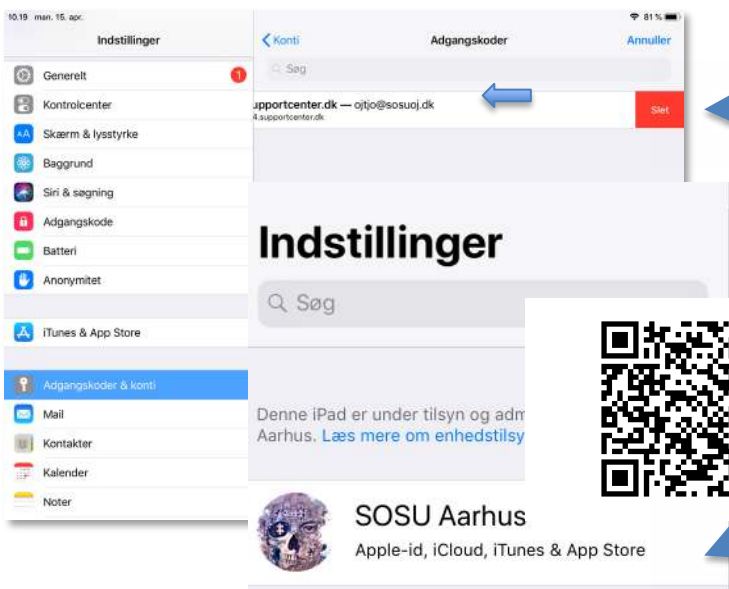 10.19 man. 15. apr.
81 %
Indstillinger
Konti
Adgangskoder
Annuller
Søg
Generelt
1
Kontrolcenter
upportcenter.dk — ojtjo@sosuoj.dk
4.supportcenter.dk
Slet
AA
Skærm & lysstyrke
Baggrund
Siri & søgning
Adgangskode
Batteri
Anonymitet
iTunes & App Store
Adgangskoder & konti
Mail
Kontakter
Kalender
Noter
Indstillinger
Søg
Denne iPad er under tilsyn og adm
Aarhus. Læs mere om enhedstilsy
SOSU Aarhus
Apple-id, iCloud, iTunes & App Store